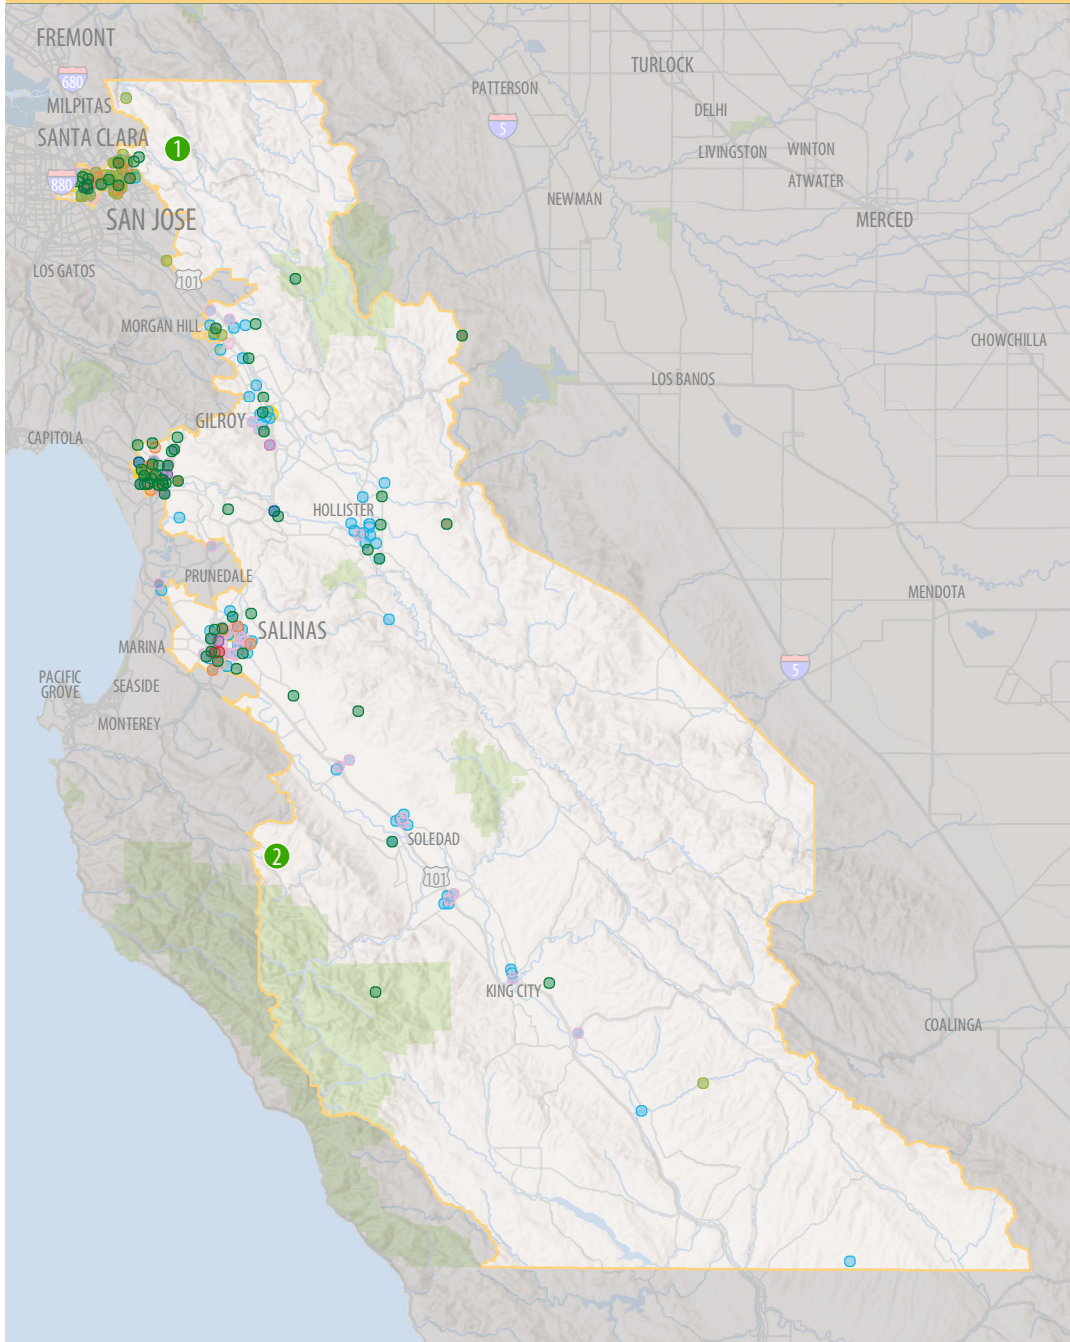 FREMONT
TURLOCK
680
PATTERSON
MILPITAS
DELHI
5
SANTA CLARA
1
LIVINGSTON
WINTON
880
ATWATER
NEWMAN
SAN JOSE
MERCED
LOS GATOS
101
MORGAN HILL
CHOWCHILLA
LOS BANOS
GILROY
CAPITOLA
HOLLISTER
PRUNEDALE
MENDOTA
SALINAS
MARINA
5
PACIFIC
GROVE
SEASIDE
MONTEREY
SOLEDAD
2
101
KING CITY
COALINGA